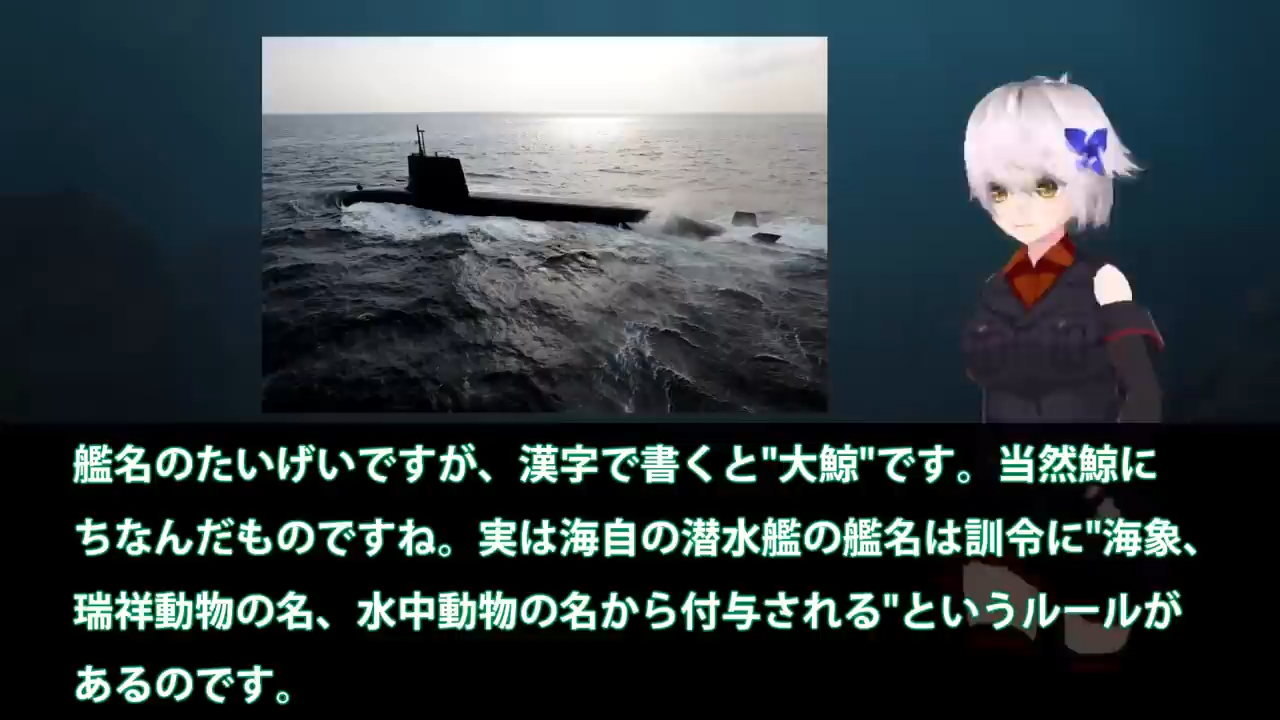 艦名のたいげいですが、漢字で書くと"大鯨"です。当然鯨に
ちなんだものですね。実は海自の潜水艦の艦名は訓令に"海象、
瑞祥動物の名、水中動物の名から付与される"というルールが
あるのです。